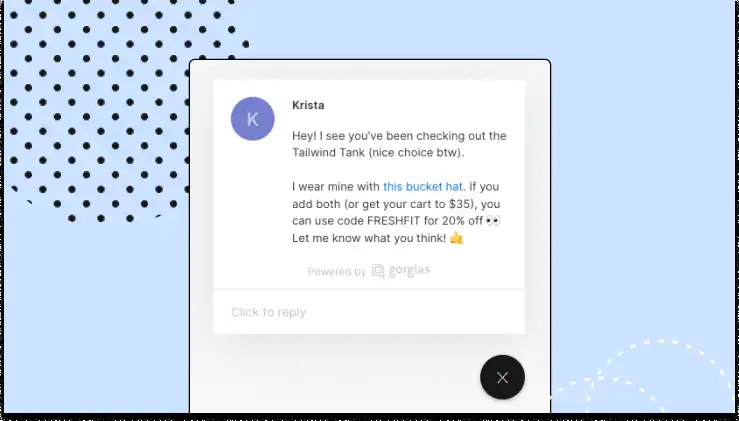 K
Krista
Hey! I see you've been checking out the
Tailwind Tank (nice choice btw).
I wear mine with this bucket hat. If you
add both (or get your cart to $35), you
can use code FRESHFIT for 20% off 👀
Let me know what you think! 🤙
Powered by gorgias
Click to reply